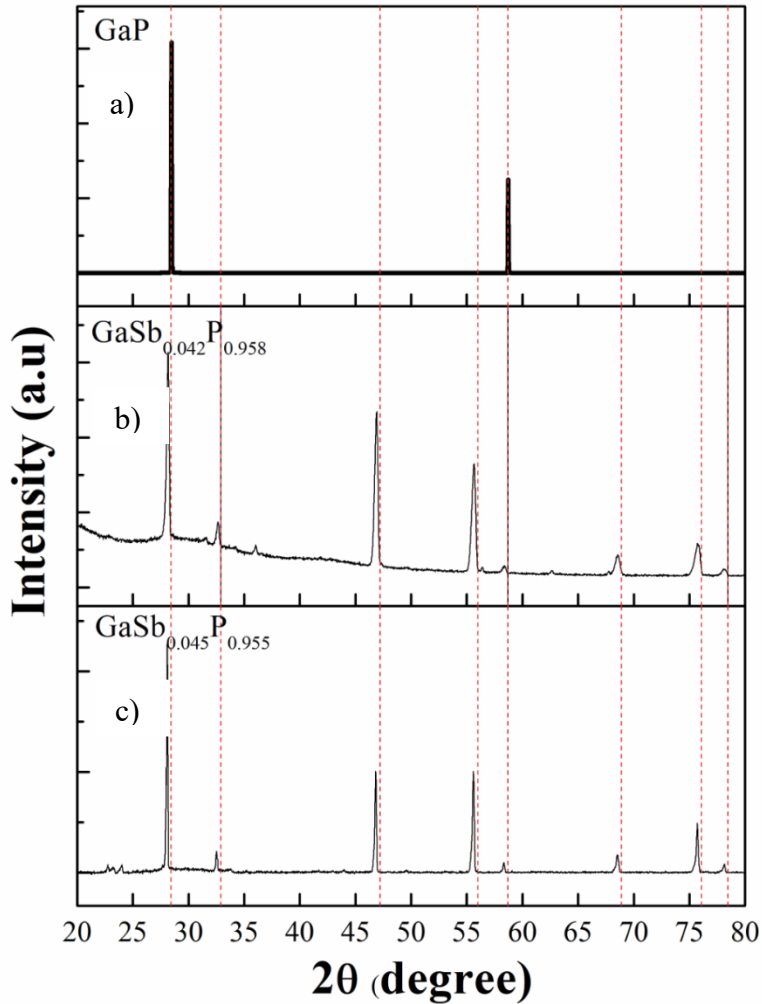 GaP
a)
GaSb0.042P0.958
b)
GaSb0.045P0.955
c)
Intensity (a.u)
20 25 30 35 40 45 50 55 60 65 70 75 80
2θ (degree)